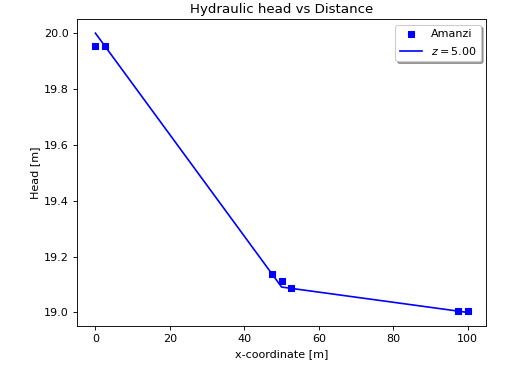 Hydraulic head vs Distance
Amanzi
z = 5.00
20.0
19.8
19.6
19.4
19.2
19.0
Head [m]
0
20
40
60
80
100
x-coordinate [m]